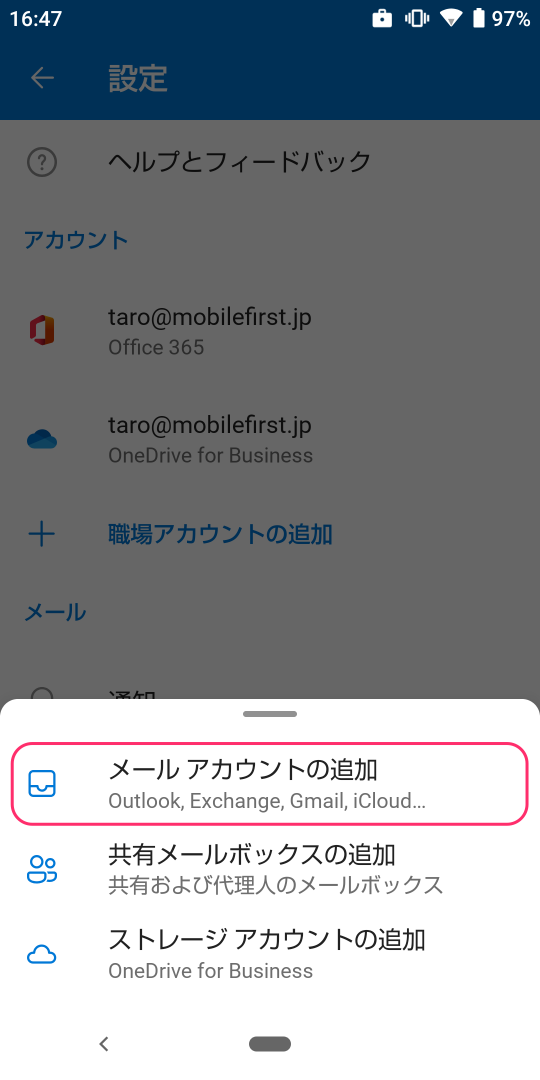 16:47
97%
設定
ヘルプとフィードバック
アカウント
taro@mobilefirst.jp
Office 365
taro@mobilefirst.jp
OneDrive for Business
職場アカウントの追加
メール
通知
メール アカウントの追加
Outlook, Exchange, Gmail, iCloud...
共有メールボックスの追加
共有および代理人のメールボックス
ストレージ アカウントの追加
OneDrive for Business